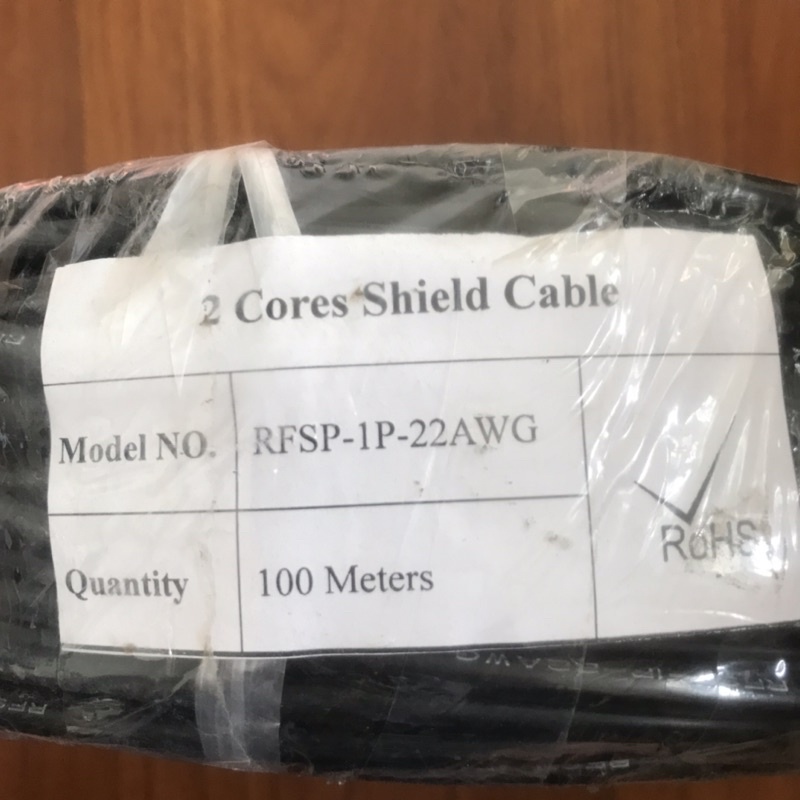 2 Cores Shield Cable
Model NO.
RFSP-1P-22AWG
Quantity
100 Meters
RoHS